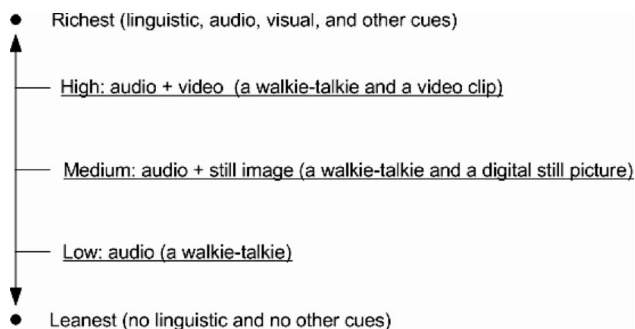 Richest (linguistic, audio, visual, and other cues)
High: audio + video (a walkie-talkie and a video clip)
Medium: audio + still image (a walkie-talkie and a digital still picture)
Low: audio (a walkie-talkie)
Leanest (no linguistic and no other cues)